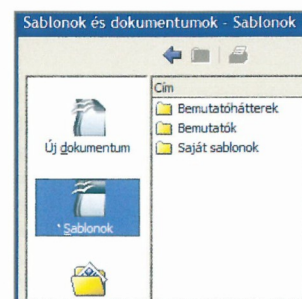 Sablonok és dokumentumok - Sablonok
Cím
Bemutatóhátterek
Bemutatók
Saját sablonok
Új dokumentum
Sablonok